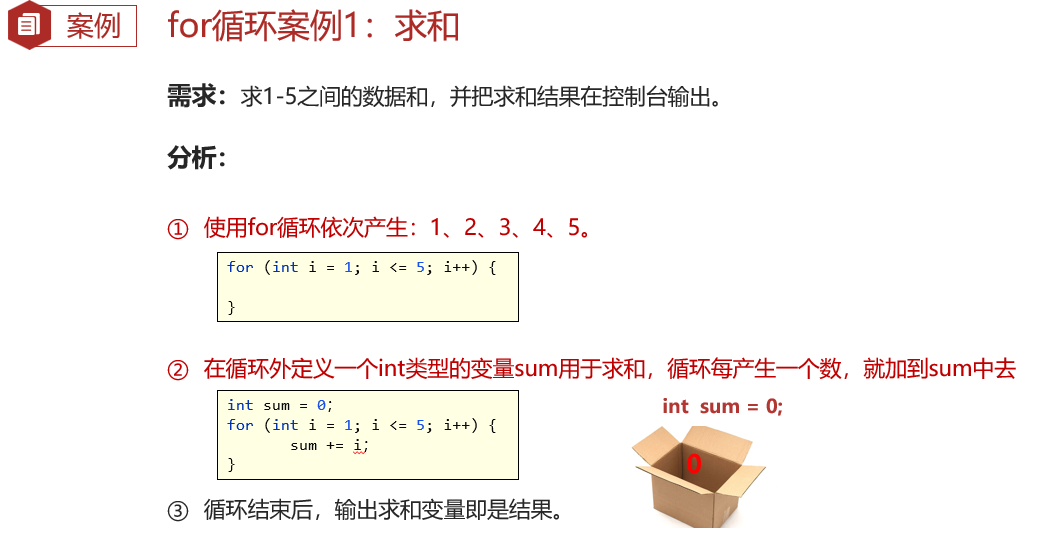 案例
for循环案例1：求和
需求：求1-5之间的数据和，并把求和结果在控制台输出。
分析：
① 使用for循环依次产生：1、2、3、4、5。
for (int i = 1; i <= 5; i++) {
}
② 在循环外定义一个int类型的变量sum用于求和，循环每产生一个数，就加到sum中去
int sum = 0;
for (int i = 1; i <= 5; i++) {
sum += i;
}
int sum = 0;
0
③ 循环结束后，输出求和变量即是结果。